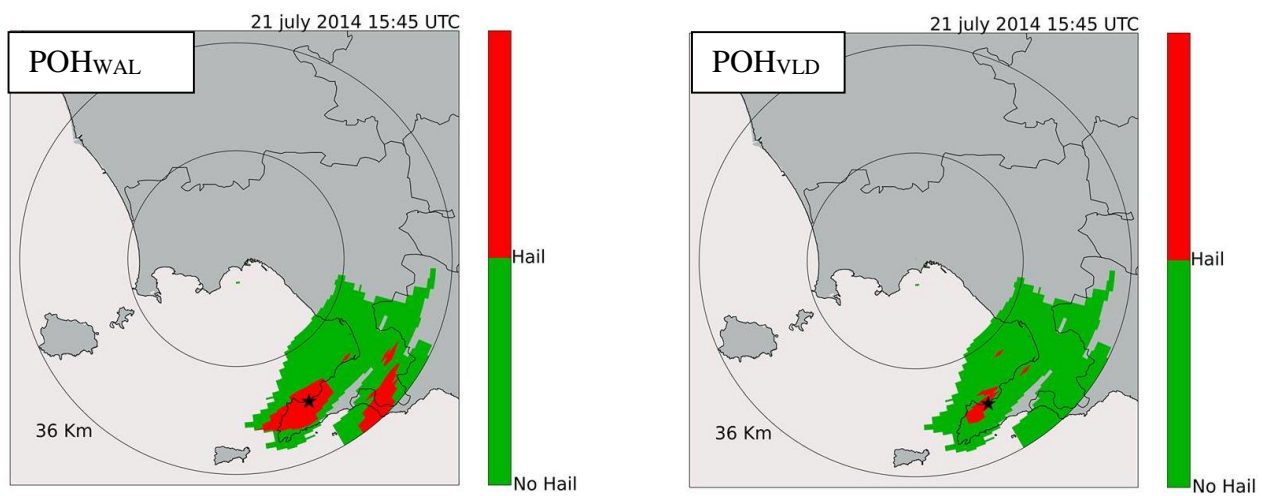 21 july 2014 15:45 UTC
POHWAL
Hail
36 Km
No Hail
21 july 2014 15:45 UTC
POHVLD
Hail
36 Km
No Hail